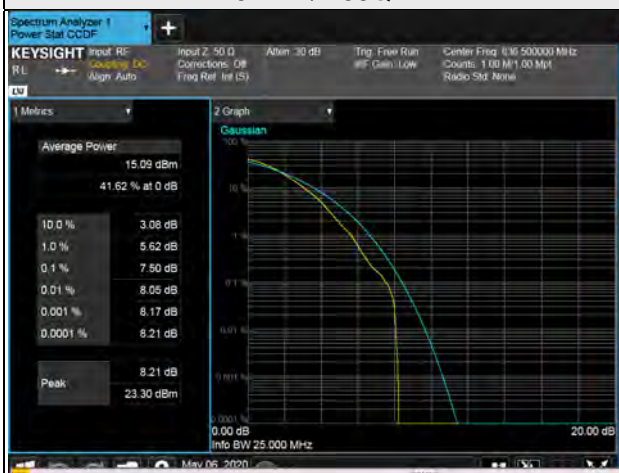 Spectrum Analyzer 1
Power Stat CCDF
+
KEYSIGHT
RL
Input: RF
Coupling: DC
Align: Auto
Input Z: 50 Ω
Corrections: Off
Freq Ref: Int (S)
Atten: 30 dB
Trig: Free Run
#IF Gain: Low
Center Freq: 836.500000 MHz
Counts: 1.00 M/1.00 Mpt
Radio Std: None
1 Metrics
Average Power
15.09 dBm
41.62 % at 0 dB
10.0 % 3.08 dB
1.0 % 5.62 dB
0.1 % 7.50 dB
0.01 % 8.05 dB
0.001 % 8.17 dB
0.0001 % 8.21 dB
Peak
8.21 dB
23.30 dBm
2 Graph
Gaussian
100 %
10 %
1 %
0.1 %
0.01 %
0.001 %
0.0001 %
0.00 dB 20.00 dB
Info BW 25.000 MHz
May 06, 2020